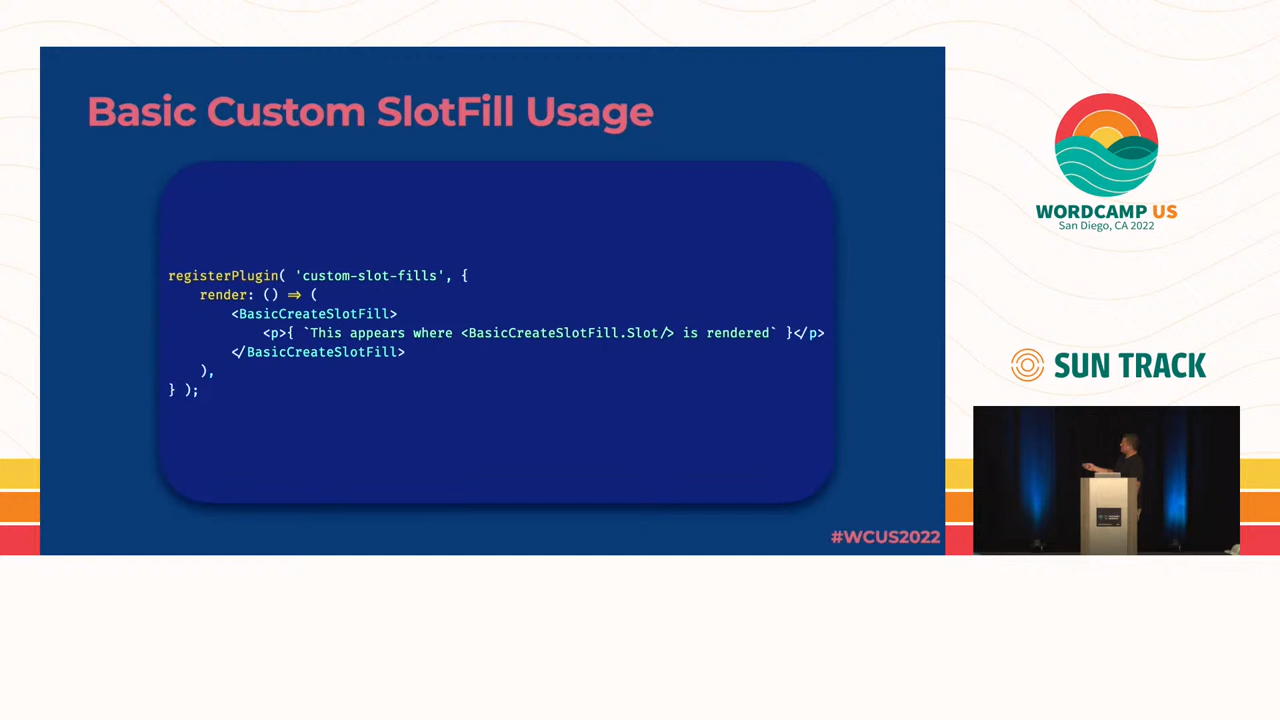 Basic Custom SlotFill Usage
registerPlugin( 'custom-slot-fills', {
render: () => (
<BasicCreateSlotFill>
<p>{ `This appears where <BasicCreateSlotFill.Slot/> is rendered` }</p>
</BasicCreateSlotFill>
),
} );
#WCUS2022
WORDCAMP US
San Diego, CA 2022
SUN TRACK